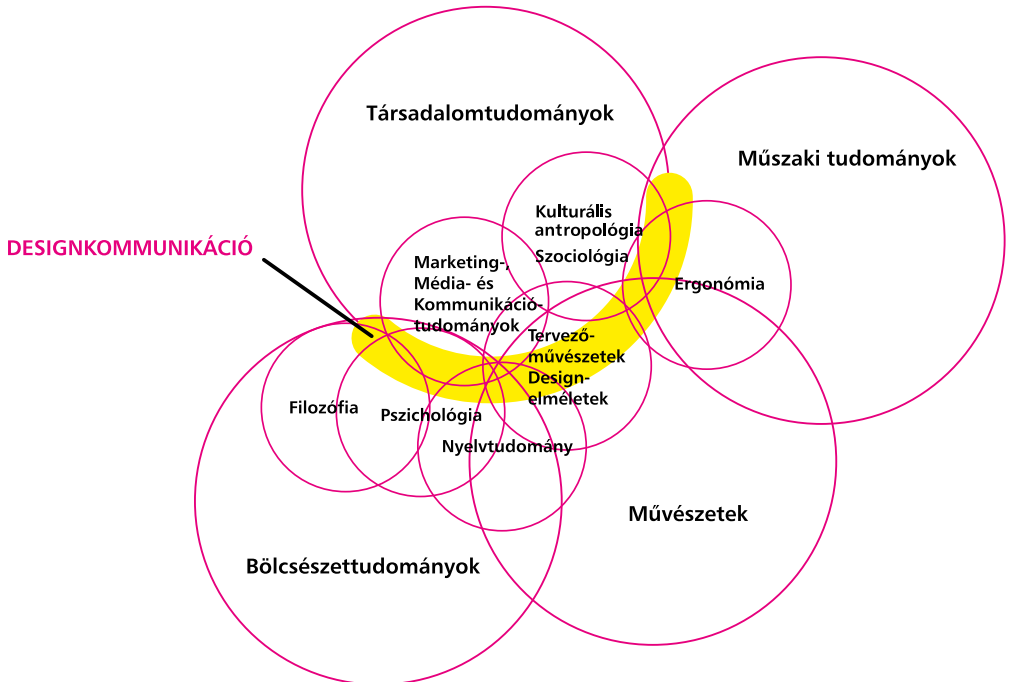 Társadalomtudományok
Műszaki tudományok
Kulturális
antropológia
Szociológia
DESIGNKOMMUNIKÁCIÓ
Marketing-,
Média- és
Kommunikáció-
tudományok
Ergonómia
Tervező-
művészetek
Design-
elméletek
Filozófia
Pszichológia
Nyelvtudomány
Művészetek
Bölcsészettudományok